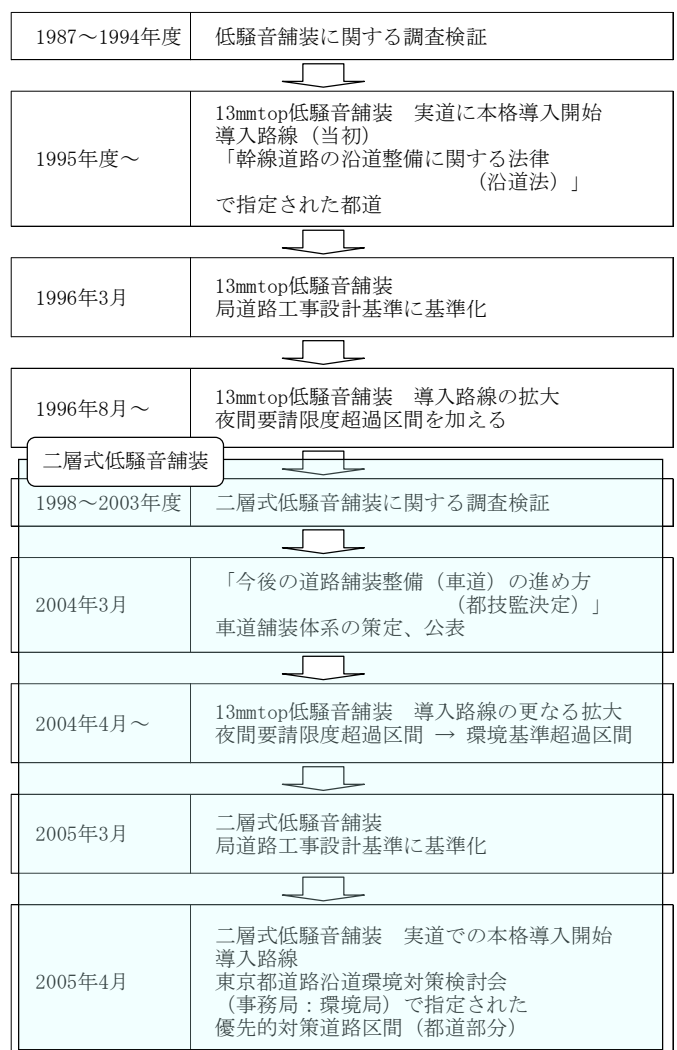 1987～1994年度
低騒音舗装に関する調査検証
1995年度～
13mmtop低騒音舗装　実道に本格導入開始
導入路線（当初）
「幹線道路の沿道整備に関する法律
（沿道法）」
で指定された都道
1996年3月
13mmtop低騒音舗装
局道路工事設計基準に基準化
1996年8月～
13mmtop低騒音舗装　導入路線の拡大
夜間要請限度超過区間を加える
二層式低騒音舗装
1998～2003年度
二層式低騒音舗装に関する調査検証
2004年3月
「今後の道路舗装整備（車道）の進め方
（都技監決定）」
車道舗装体系の策定、公表
2004年4月～
13mmtop低騒音舗装　導入路線の更なる拡大
夜間要請限度超過区間 → 環境基準超過区間
2005年3月
二層式低騒音舗装
局道路工事設計基準に基準化
2005年4月
二層式低騒音舗装　実道での本格導入開始
導入路線
東京都道路沿道環境対策検討会
（事務局：環境局）で指定された
優先的対策道路区間（都道部分）